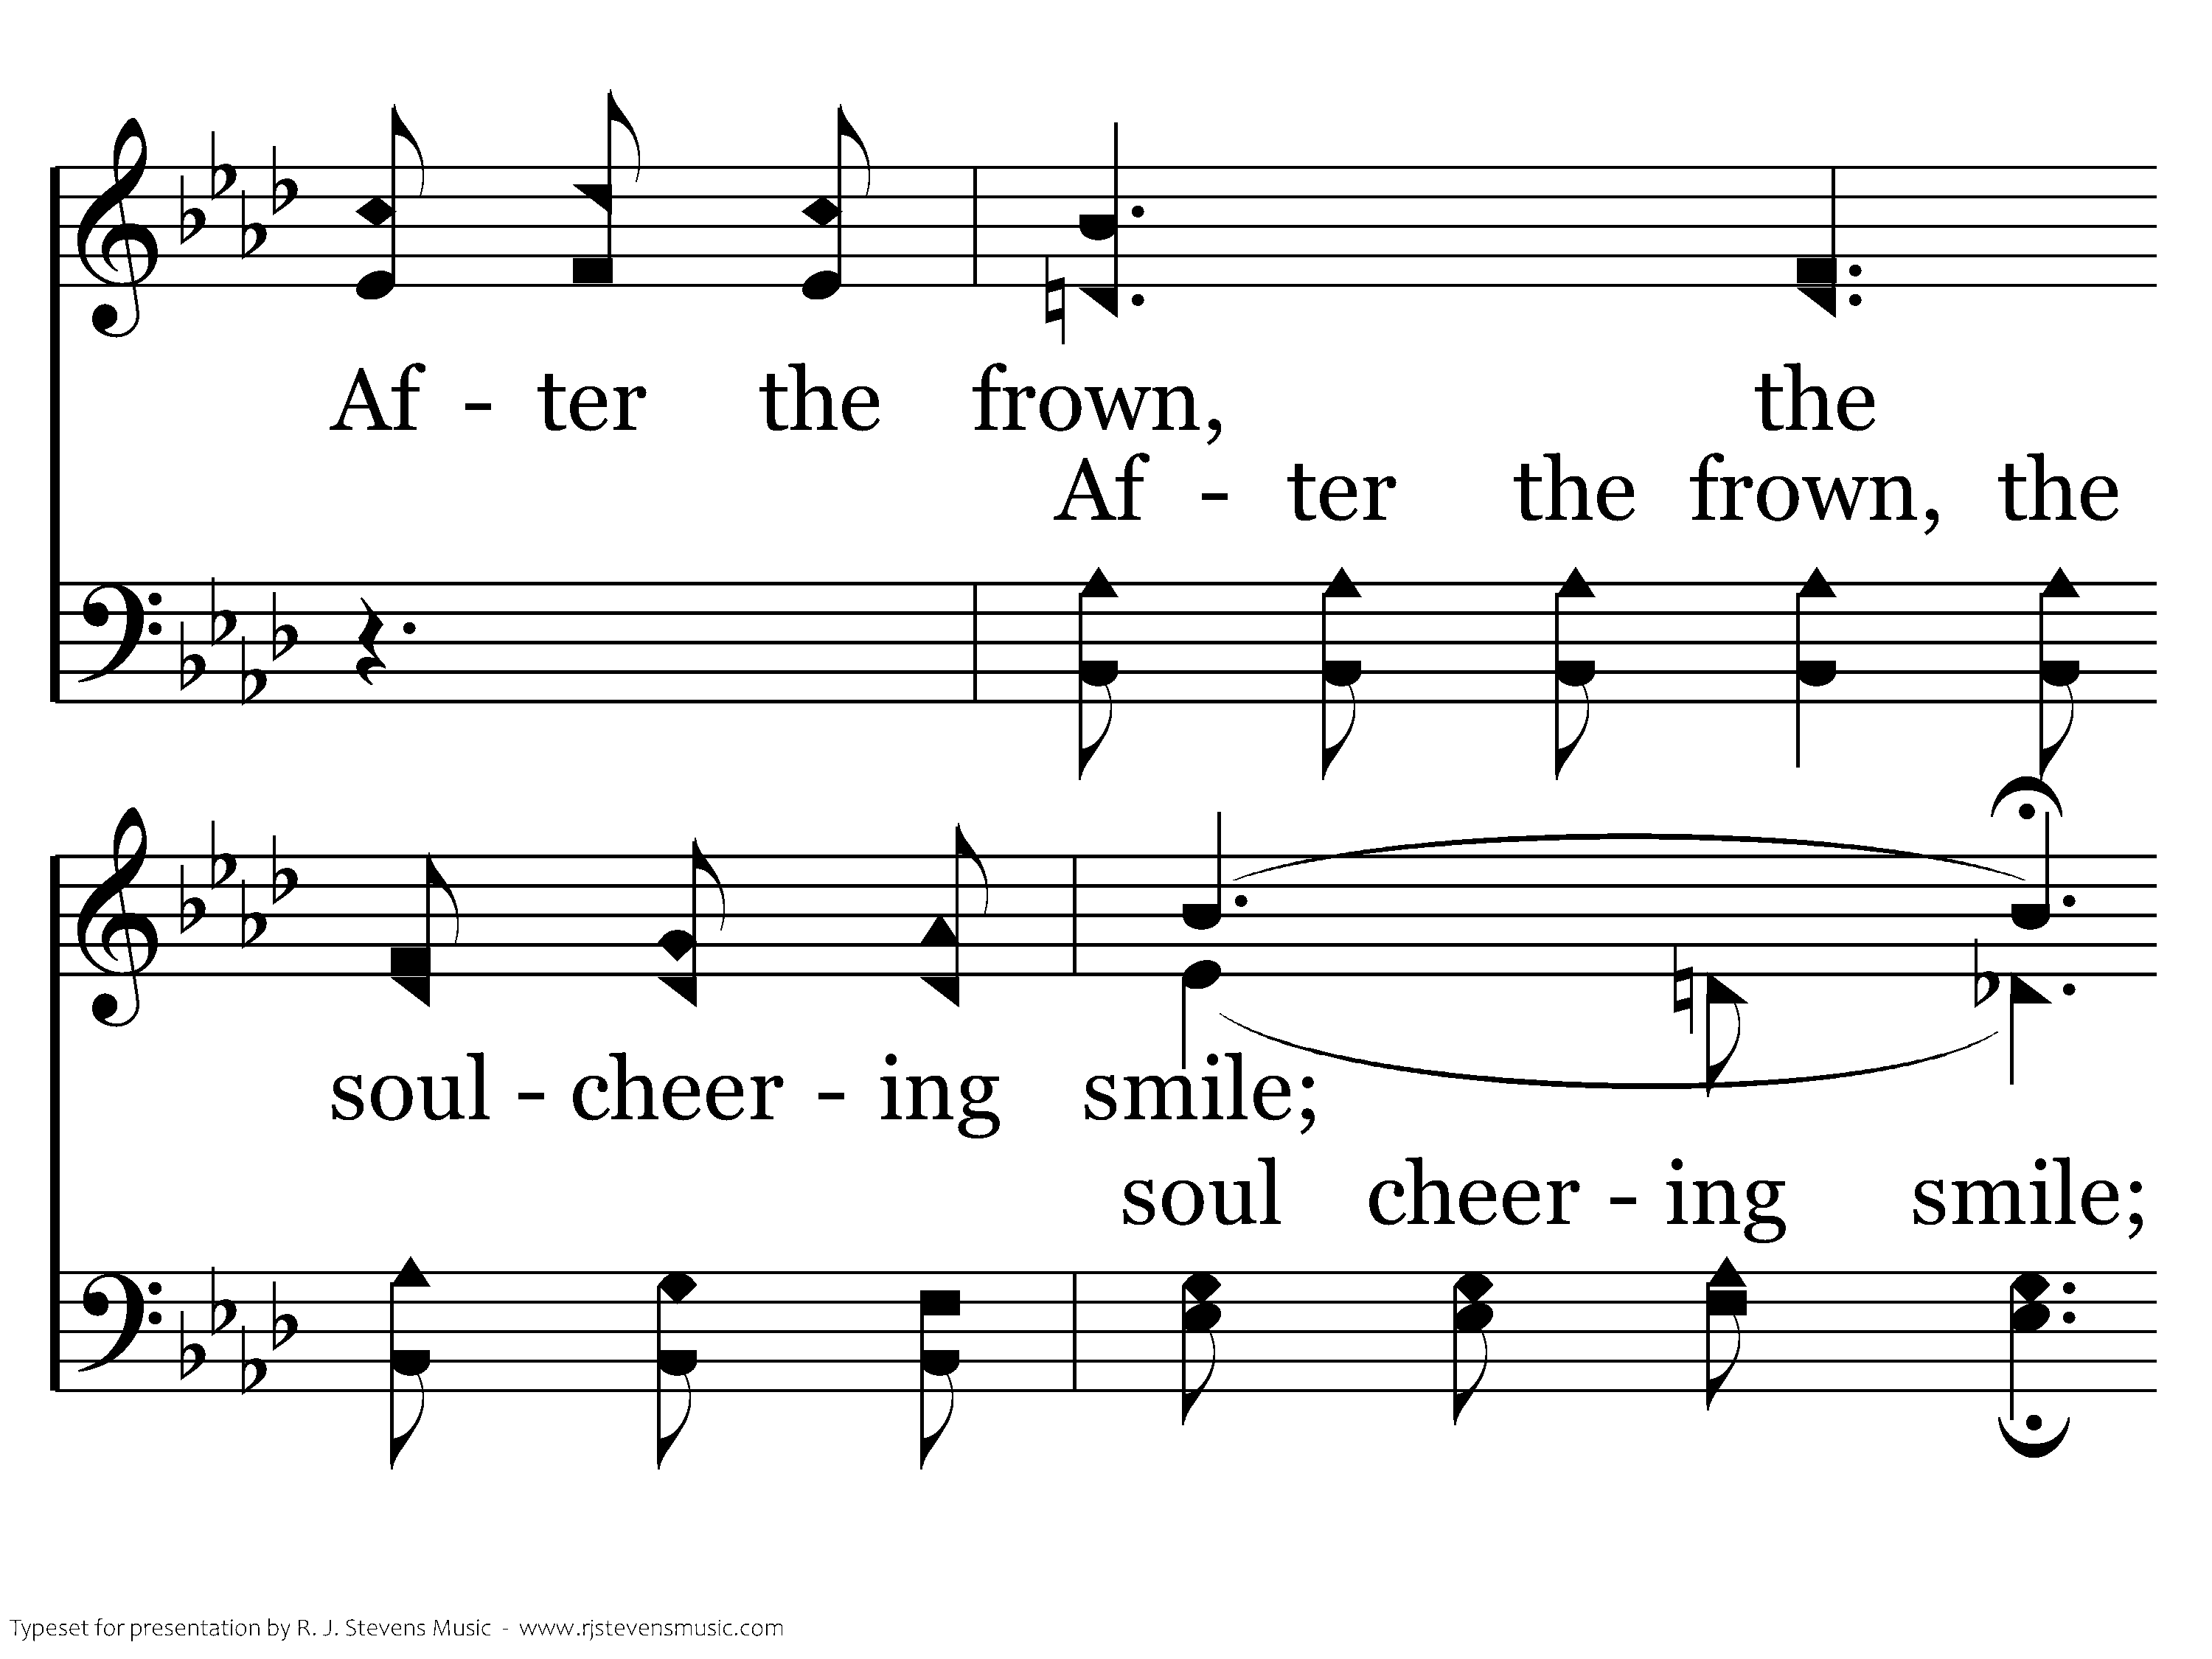 Af - ter the frown, the
Af - ter the frown, the
soul - cheer - ing smile;
soul cheer - ing smile;
Typeset for presentation by R. J. Stevens Music - www.rjstevensmusic.com